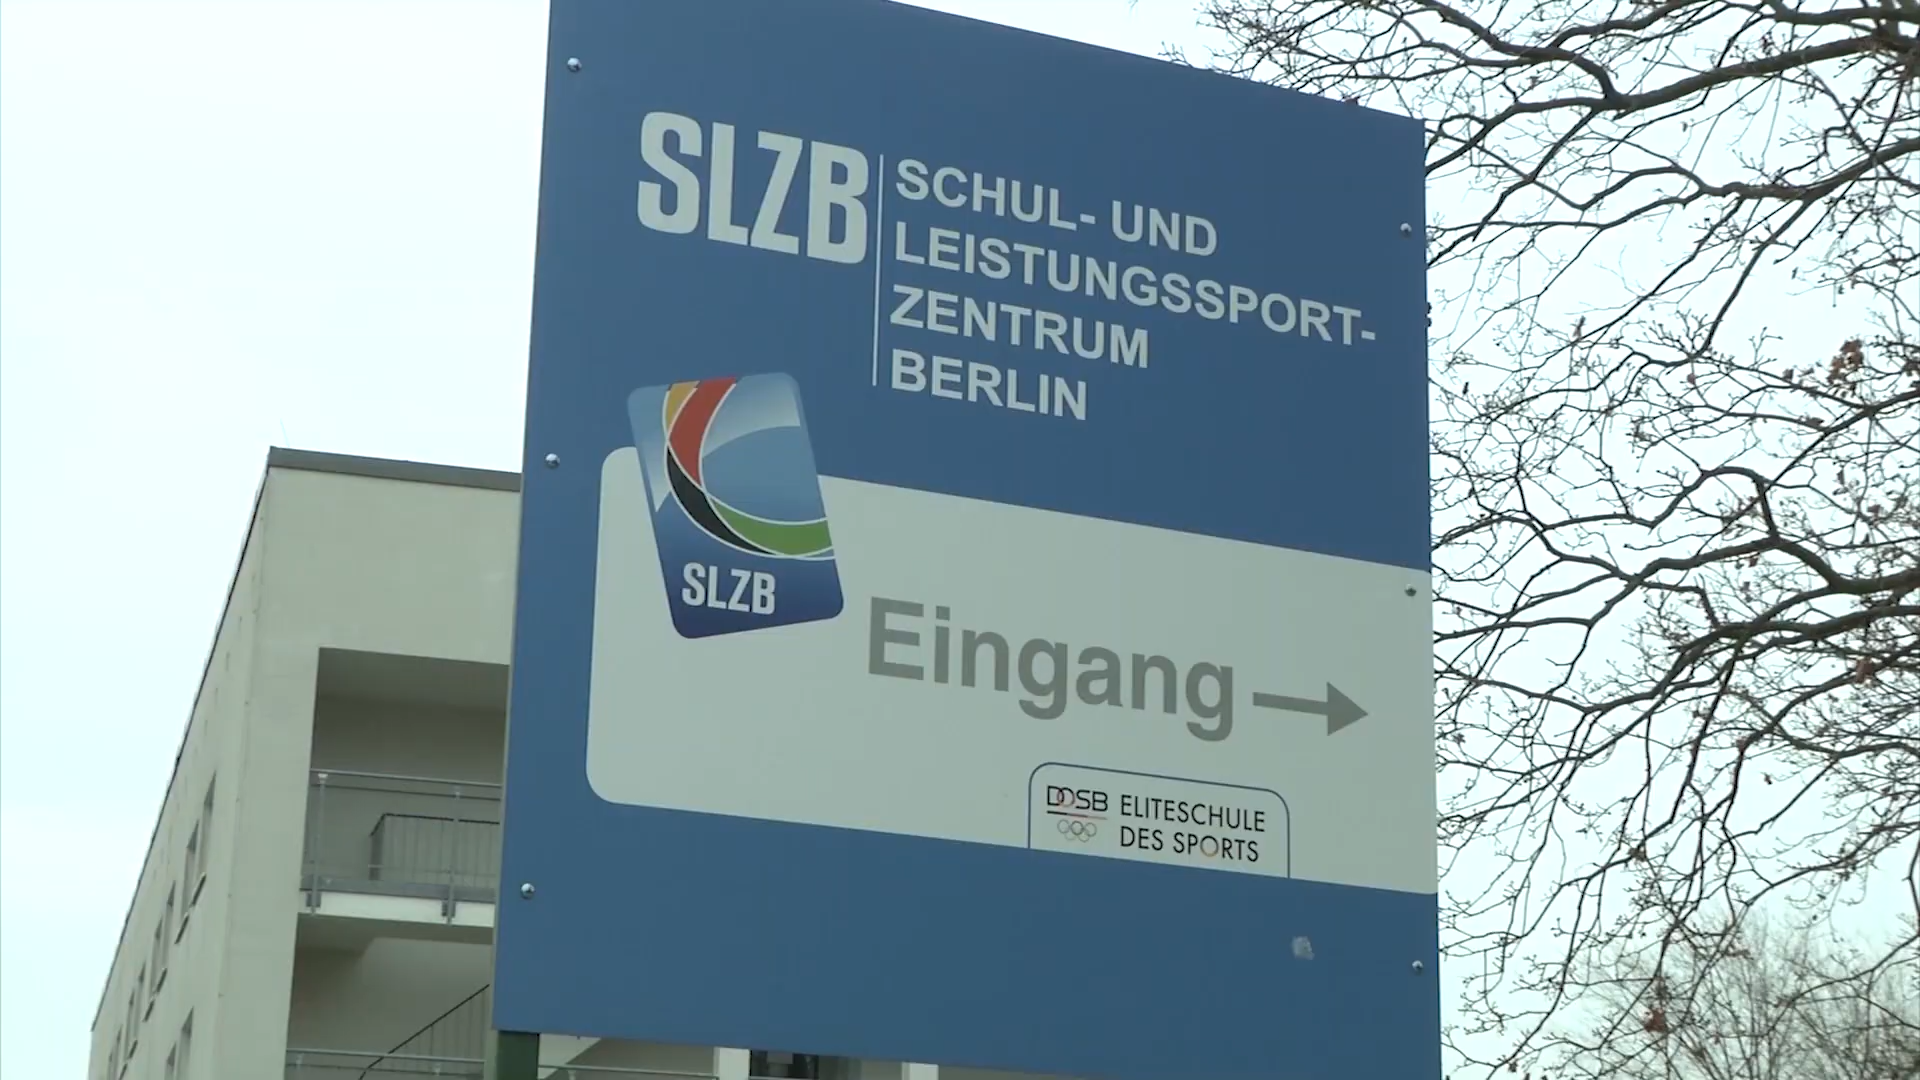 SLZB
SCHUL- UND
LEISTUNGSSPORT-
ZENTRUM
BERLIN
SLZB
Eingang
DOSB
ELITESCHULE
DES SPORTS